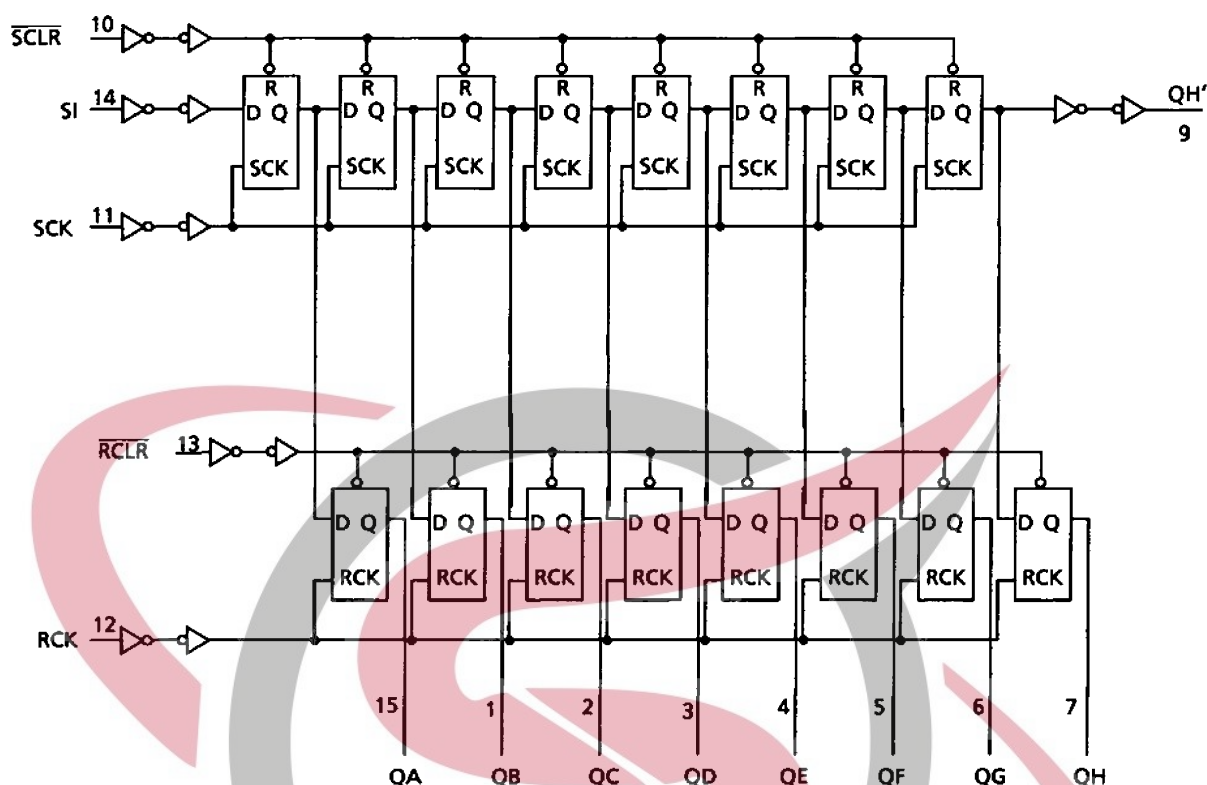 SCLR 10
R R R R R R R R
SI 14 D Q D Q D Q D Q D Q D Q D Q D Q QH' 9
SCK SCK SCK SCK SCK SCK SCK SCK
SCK 11
RCLR 13
D Q D Q D Q D Q D Q D Q D Q D Q
RCK RCK RCK RCK RCK RCK RCK RCK
RCK 12
15 1 2 3 4 5 6 7
QA QB QC QD QE QF QG QH